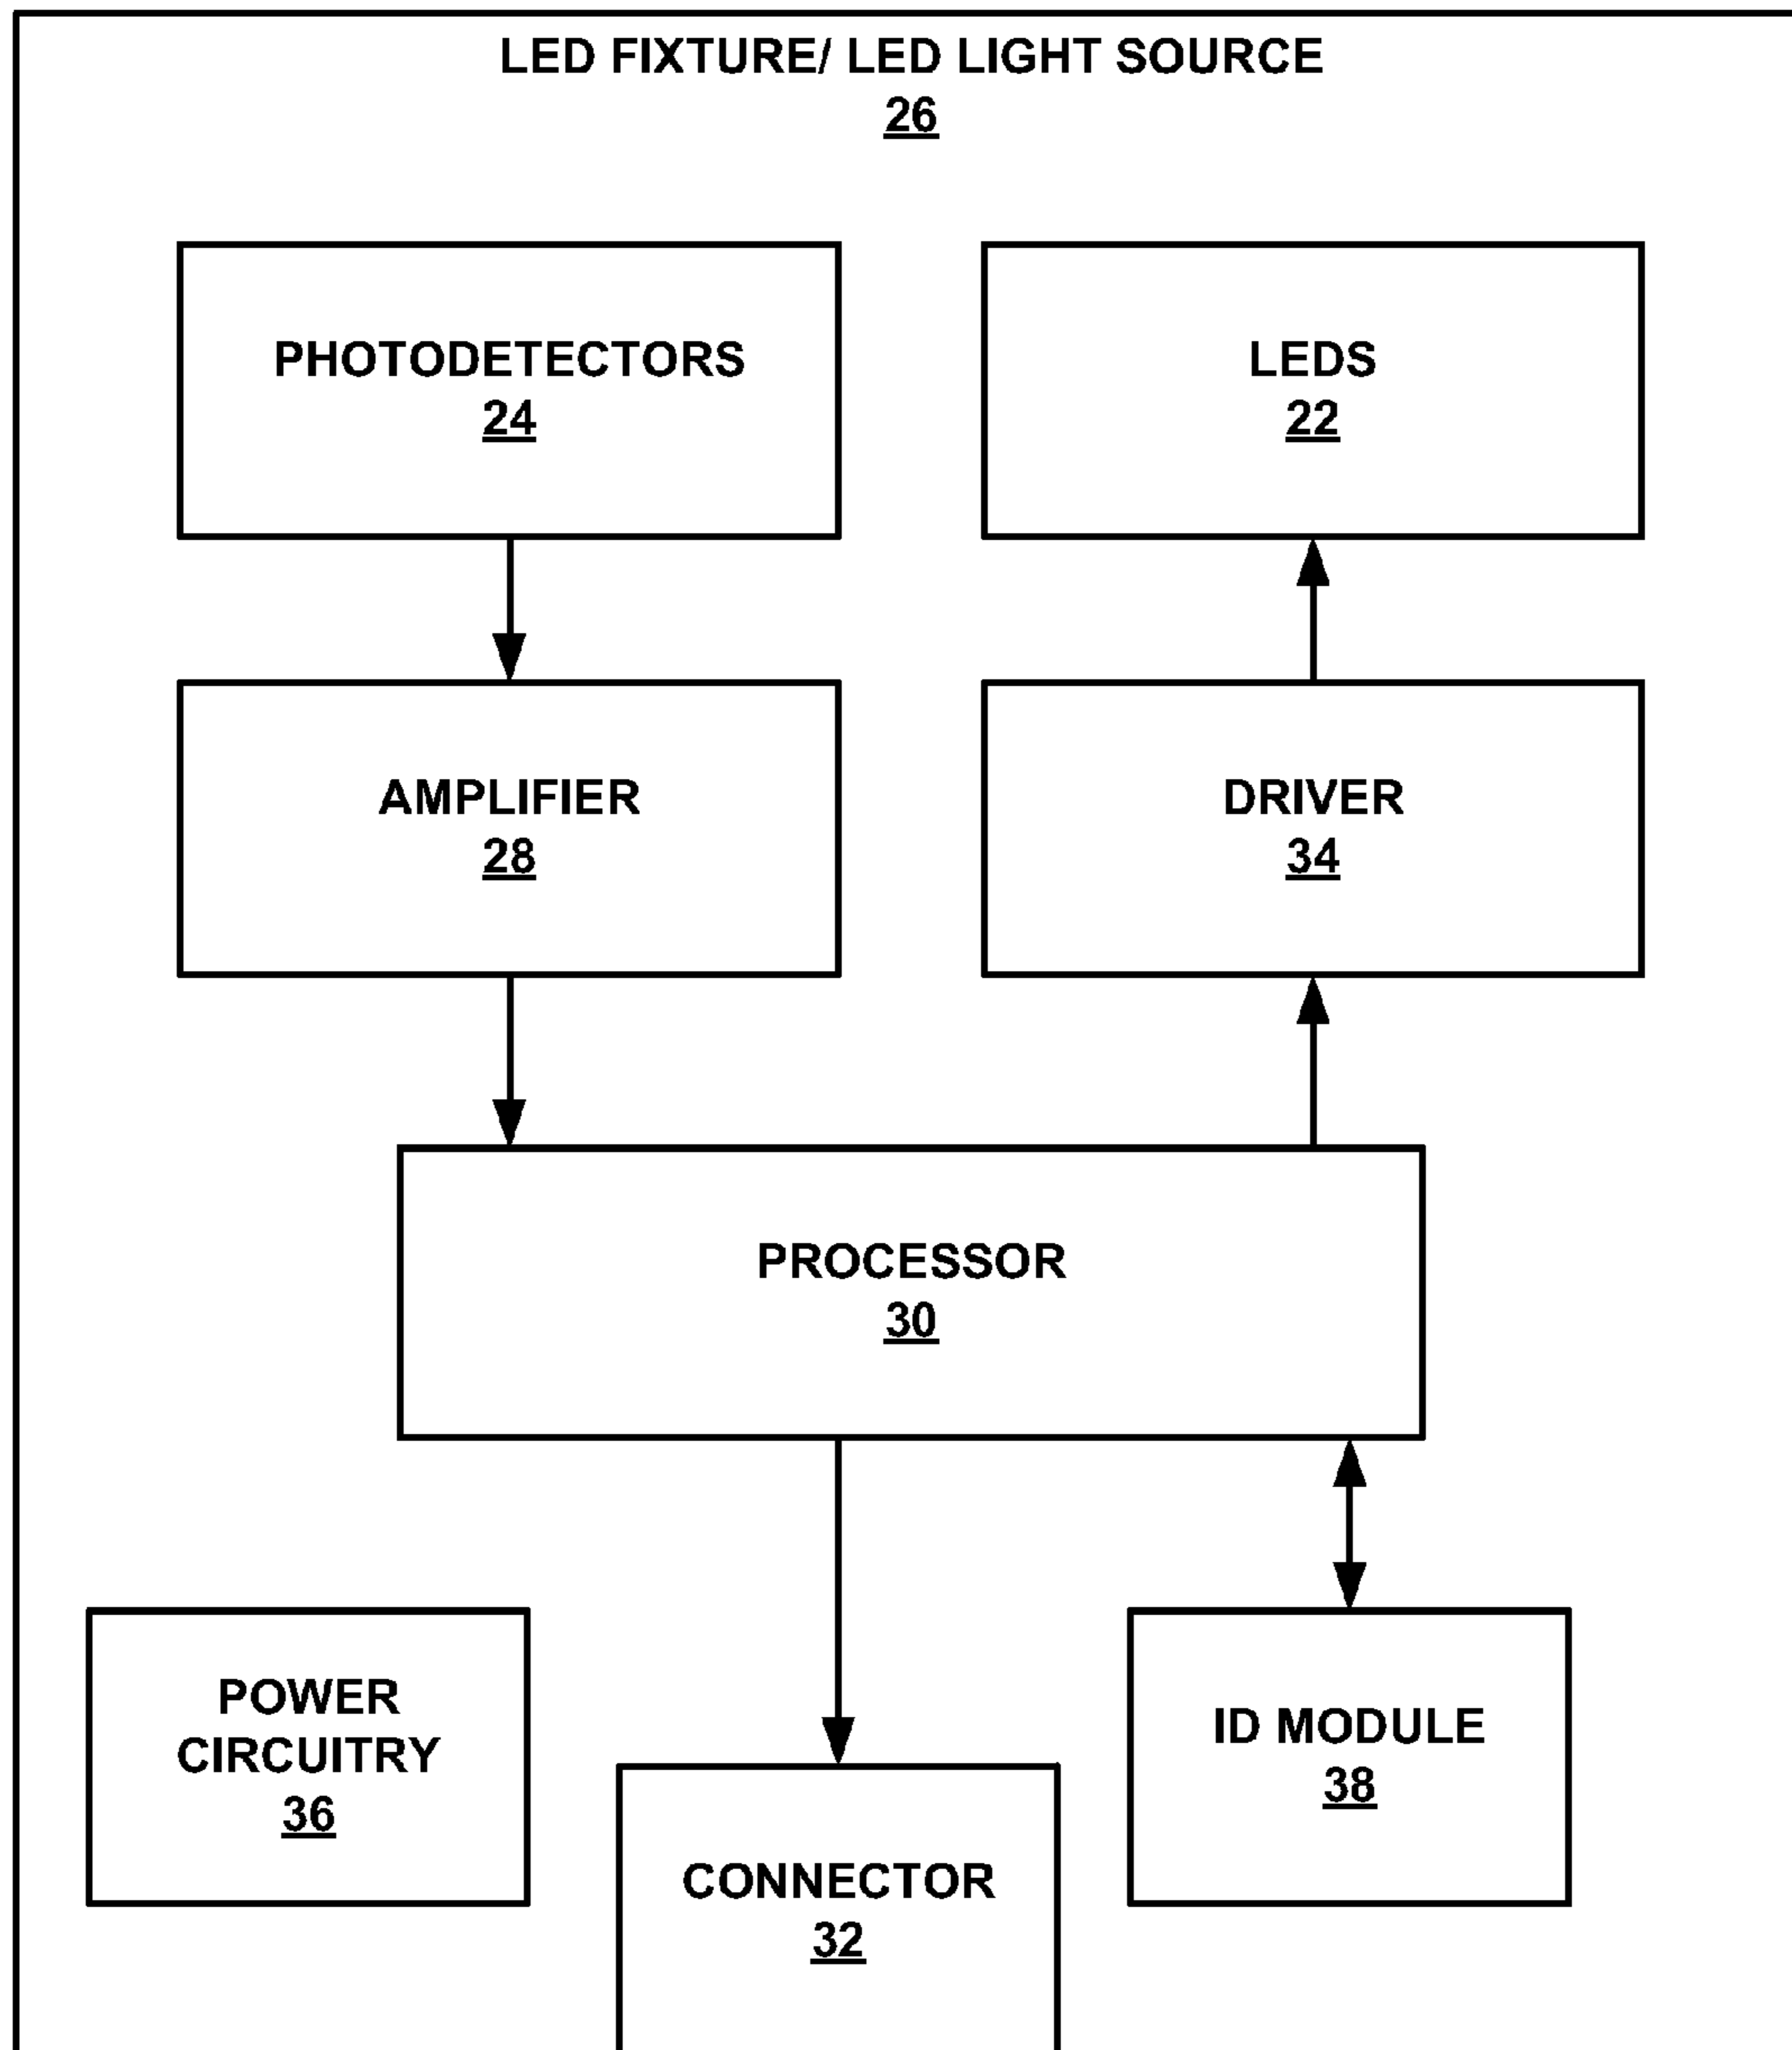 LED FIXTURE/ LED LIGHT SOURCE
26
PHOTODETECTORS
24
LEDS
22
AMPLIFIER
28
DRIVER
34
PROCESSOR
30
POWER
CIRCUITRY
36
CONNECTOR
32
ID MODULE
38